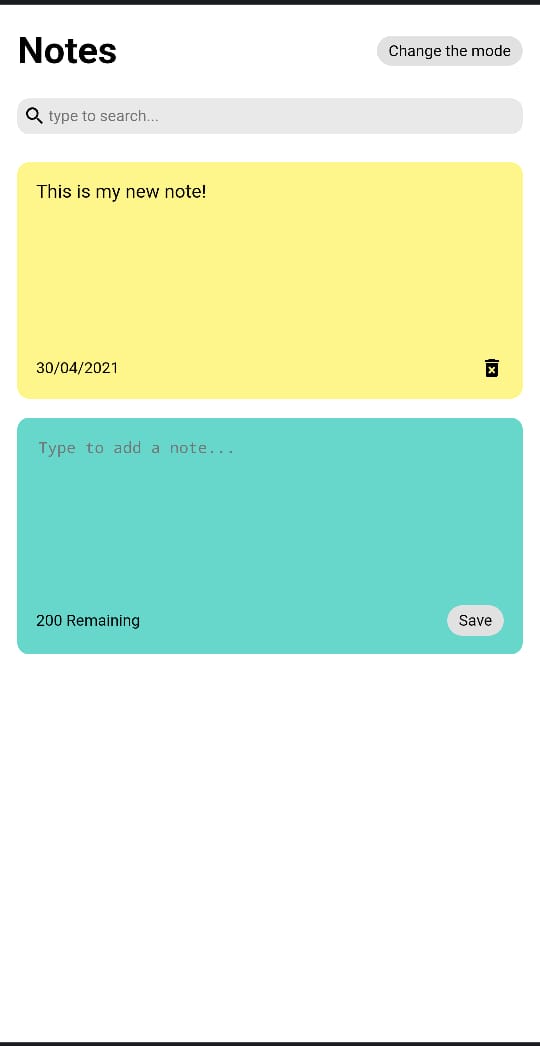 Notes
Change the mode
type to search...
This is my new note!
30/04/2021
Type to add a note...
200 Remaining
Save